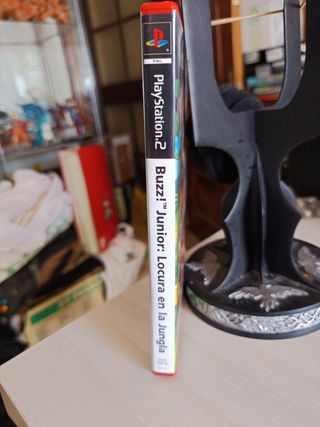 PAL
PlayStation.2
Buzz!™ Junior: Locura en la Jungla